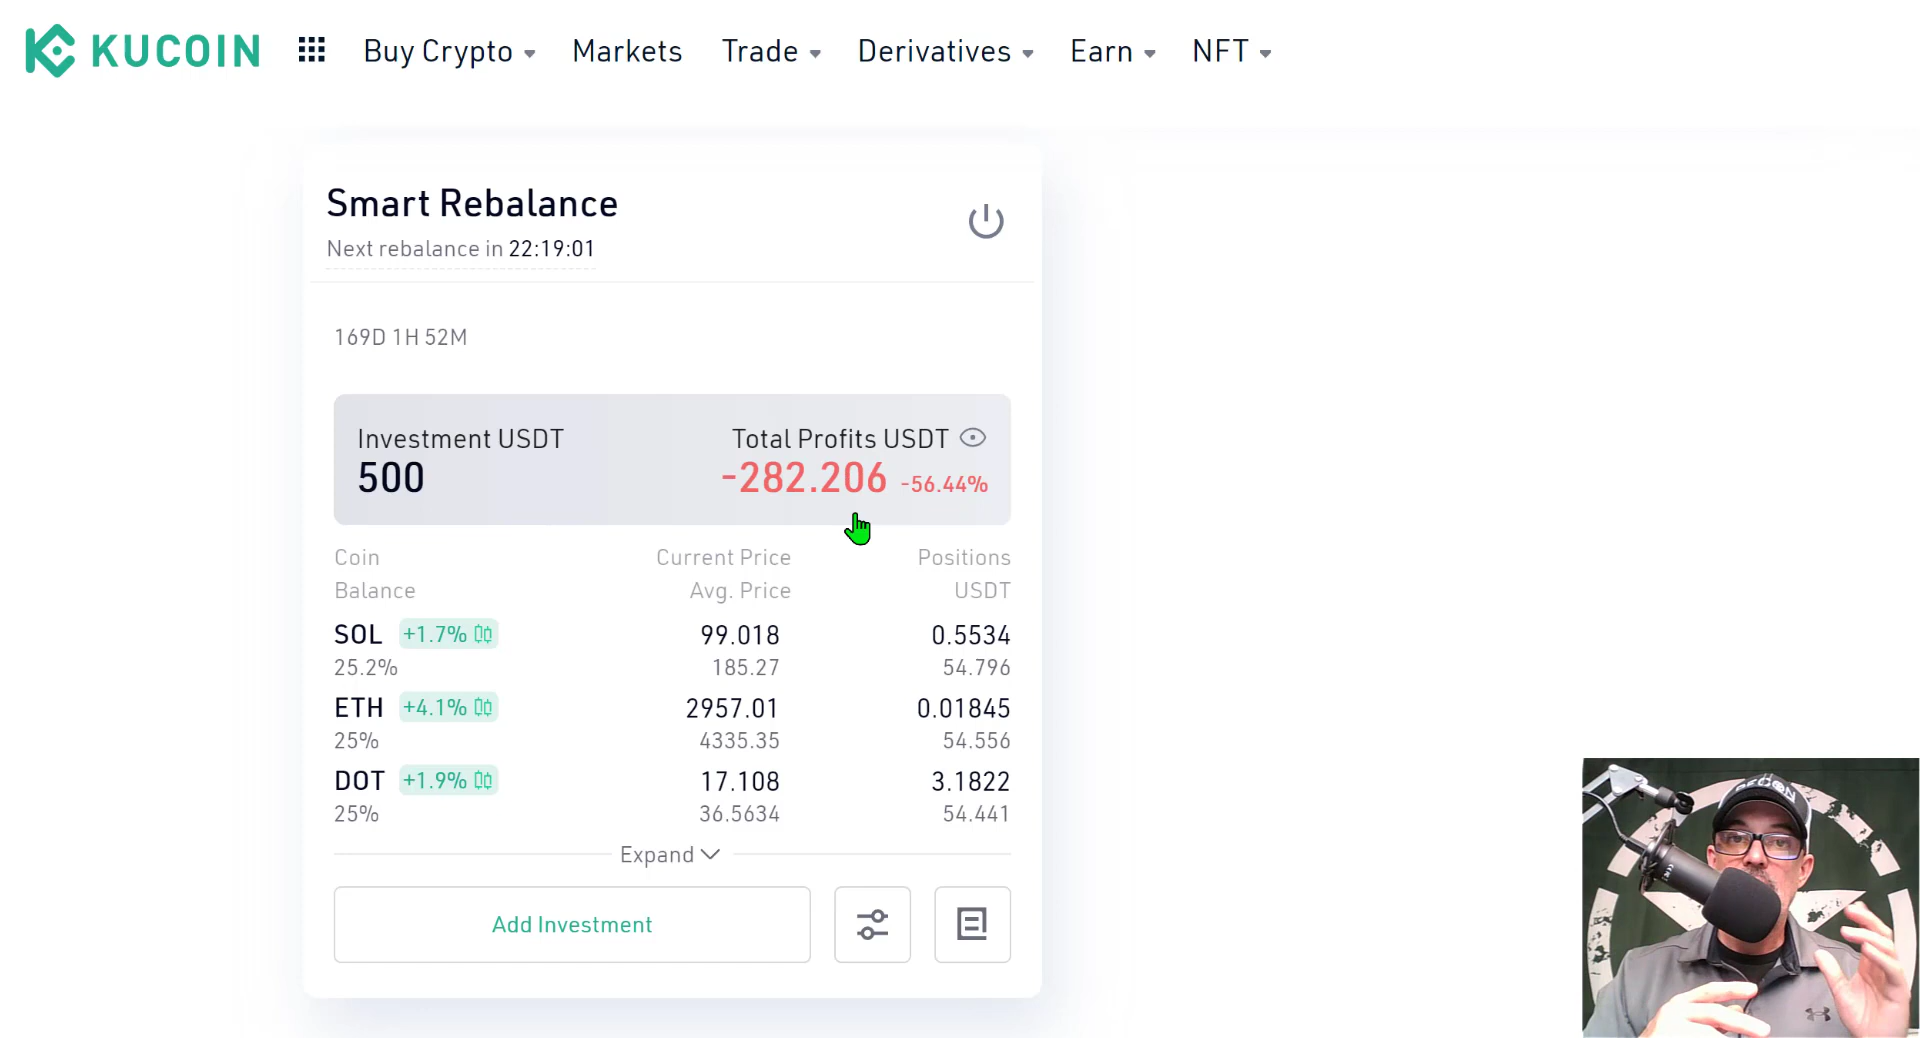 KUCOIN Buy Crypto Markets Trade Derivatives Earn NFT
Smart Rebalance
Next rebalance in 22:19:01
169D 1H 52M
Investment USDT Total Profits USDT
500 -282.206 -56.44%
Coin Current Price Positions
Balance Avg. Price USDT
SOL +1.7% 99.018 0.5534
25.2% 185.27 54.796
ETH +4.1% 2957.01 0.01845
25% 4335.35 54.556
DOT +1.9% 17.108 3.1822
25% 36.5634 54.441
Expand
Add Investment